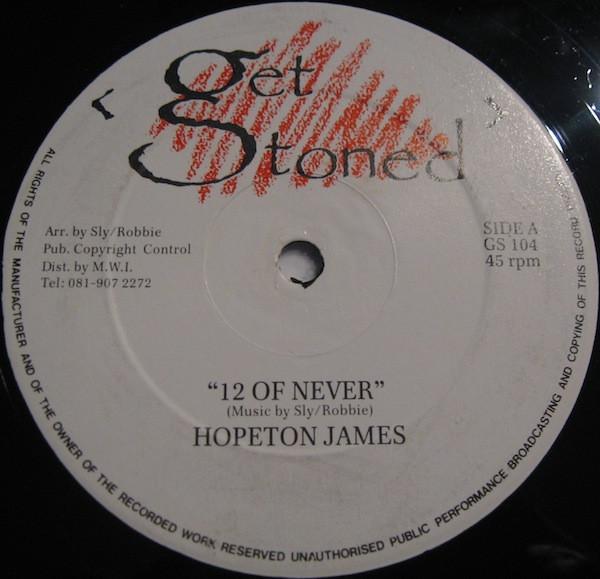 get
Stoned
Arr. by Sly/Robbie
Pub. Copyright Control
Dist. by M.W.I.
Tel: 081-907 2272
SIDE A
GS 104
45 rpm
"12 OF NEVER"
(Music by Sly/Robbie)
HOPETON JAMES
ALL RIGHTS OF THE MANUFACTURER AND OF THE OWNER OF THE RECORDED WORK RESERVED UNAUTHORISED PUBLIC PERFORMANCE BROADCASTING AND COPYING OF THIS RECORD